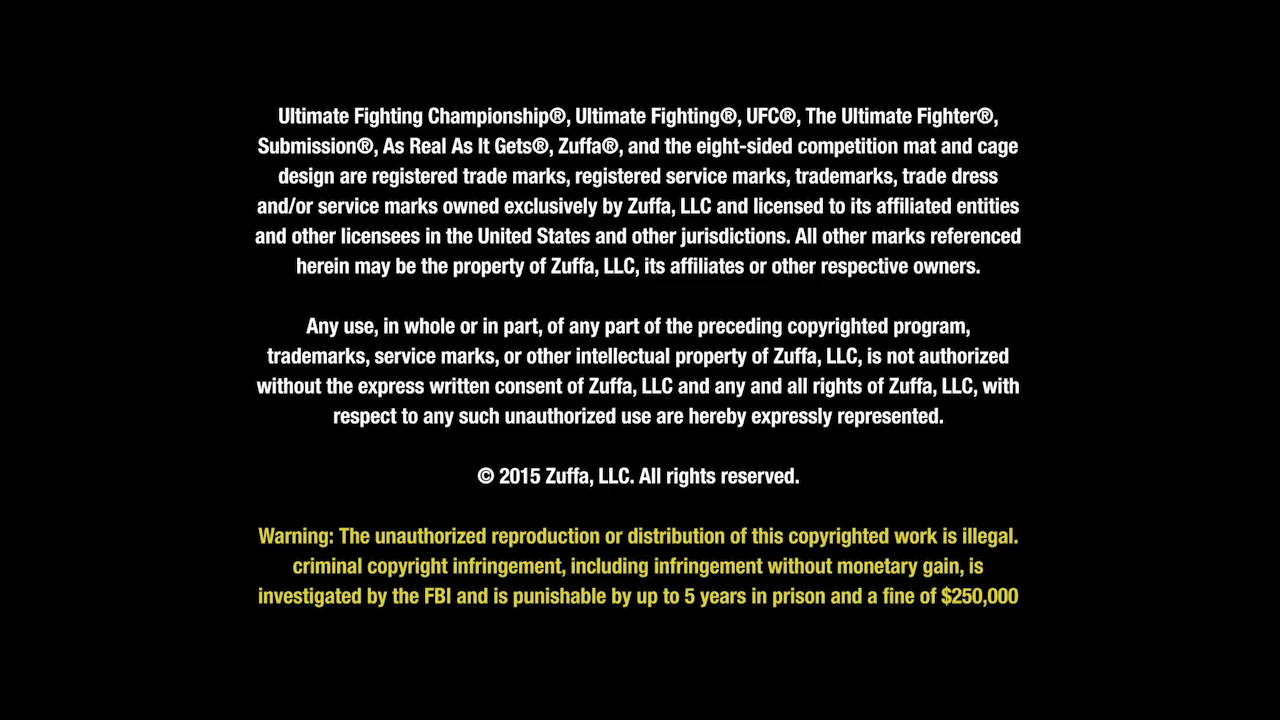 Ultimate Fighting Championship®, Ultimate Fighting®, UFC®, The Ultimate Fighter®,
Submission®, As Real As It Gets®, Zuffa®, and the eight-sided competition mat and cage
design are registered trade marks, registered service marks, trademarks, trade dress
and/or service marks owned exclusively by Zuffa, LLC and licensed to its affiliated entities
and other licensees in the United States and other jurisdictions. All other marks referenced
herein may be the property of Zuffa, LLC, its affiliates or other respective owners.
Any use, in whole or in part, of any part of the preceding copyrighted program,
trademarks, service marks, or other intellectual property of Zuffa, LLC, is not authorized
without the express written consent of Zuffa, LLC and any and all rights of Zuffa, LLC, with
respect to any such unauthorized use are hereby expressly represented.
© 2015 Zuffa, LLC. All rights reserved.
Warning: The unauthorized reproduction or distribution of this copyrighted work is illegal.
criminal copyright infringement, including infringement without monetary gain, is
investigated by the FBI and is punishable by up to 5 years in prison and a fine of $250,000